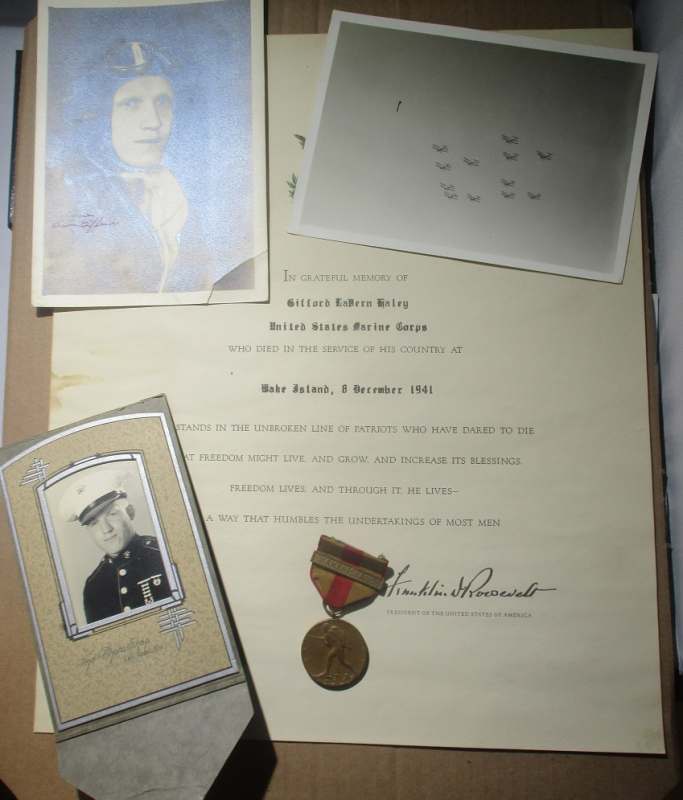 IN GRATEFUL MEMORY OF
Gifford LaVern Haley
United States Marine Corps
WHO DIED IN THE SERVICE OF HIS COUNTRY AT
Wake Island, 8 December 1941
STANDS IN THE UNBROKEN LINE OF PATRIOTS WHO HAVE DARED TO DIE
AT FREEDOM MIGHT LIVE, AND GROW, AND INCREASE ITS BLESSINGS.
FREEDOM LIVES, AND THROUGH IT, HE LIVES—
A WAY THAT HUMBLES THE UNDERTAKINGS OF MOST MEN
Franklin D Roosevelt
PRESIDENT OF THE UNITED STATES OF AMERICA